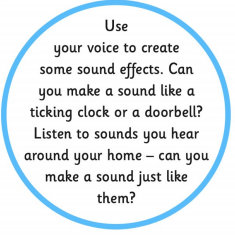 Use
your voice to create
some sound effects. Can
you make a sound like a
ticking clock or a doorbell?
Listen to sounds you hear
around your home – can you
make a sound just like
them?